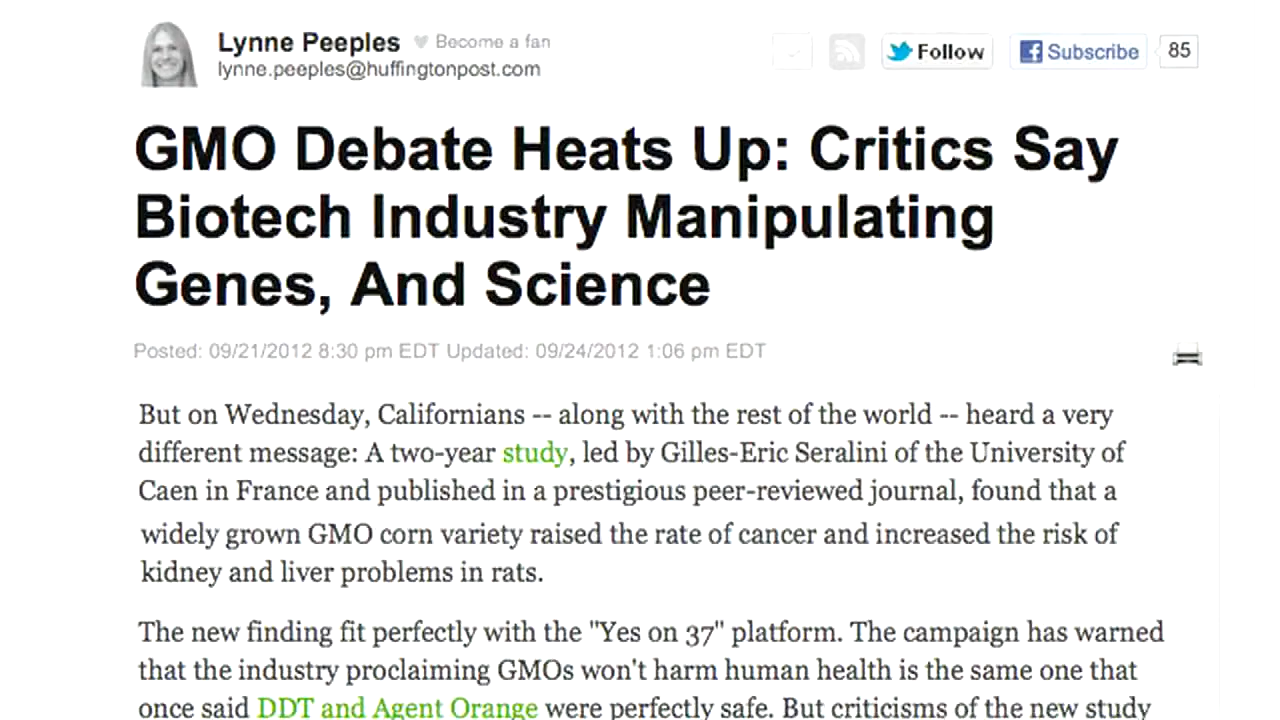 Lynne Peeples Become a fan
lynne.peeples@huffingtonpost.com
Follow
Subscribe
85
GMO Debate Heats Up: Critics Say
Biotech Industry Manipulating
Genes, And Science
Posted: 09/21/2012 8:30 pm EDT Updated: 09/24/2012 1:06 pm EDT
But on Wednesday, Californians -- along with the rest of the world -- heard a very
different message: A two-year study, led by Gilles-Eric Seralini of the University of
Caen in France and published in a prestigious peer-reviewed journal, found that a
widely grown GMO corn variety raised the rate of cancer and increased the risk of
kidney and liver problems in rats.
The new finding fit perfectly with the "Yes on 37" platform. The campaign has warned
that the industry proclaiming GMOs won't harm human health is the same one that
once said DDT and Agent Orange were perfectly safe. But criticisms of the new study